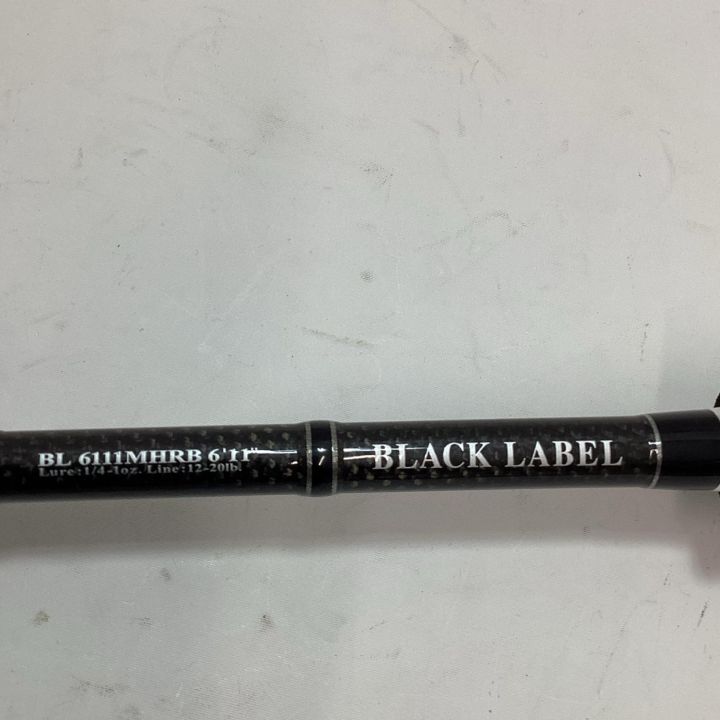 BL 6111MHRB 6'11"
Lure:1/4-1oz. Line:12-20lb.
BLACK LABEL